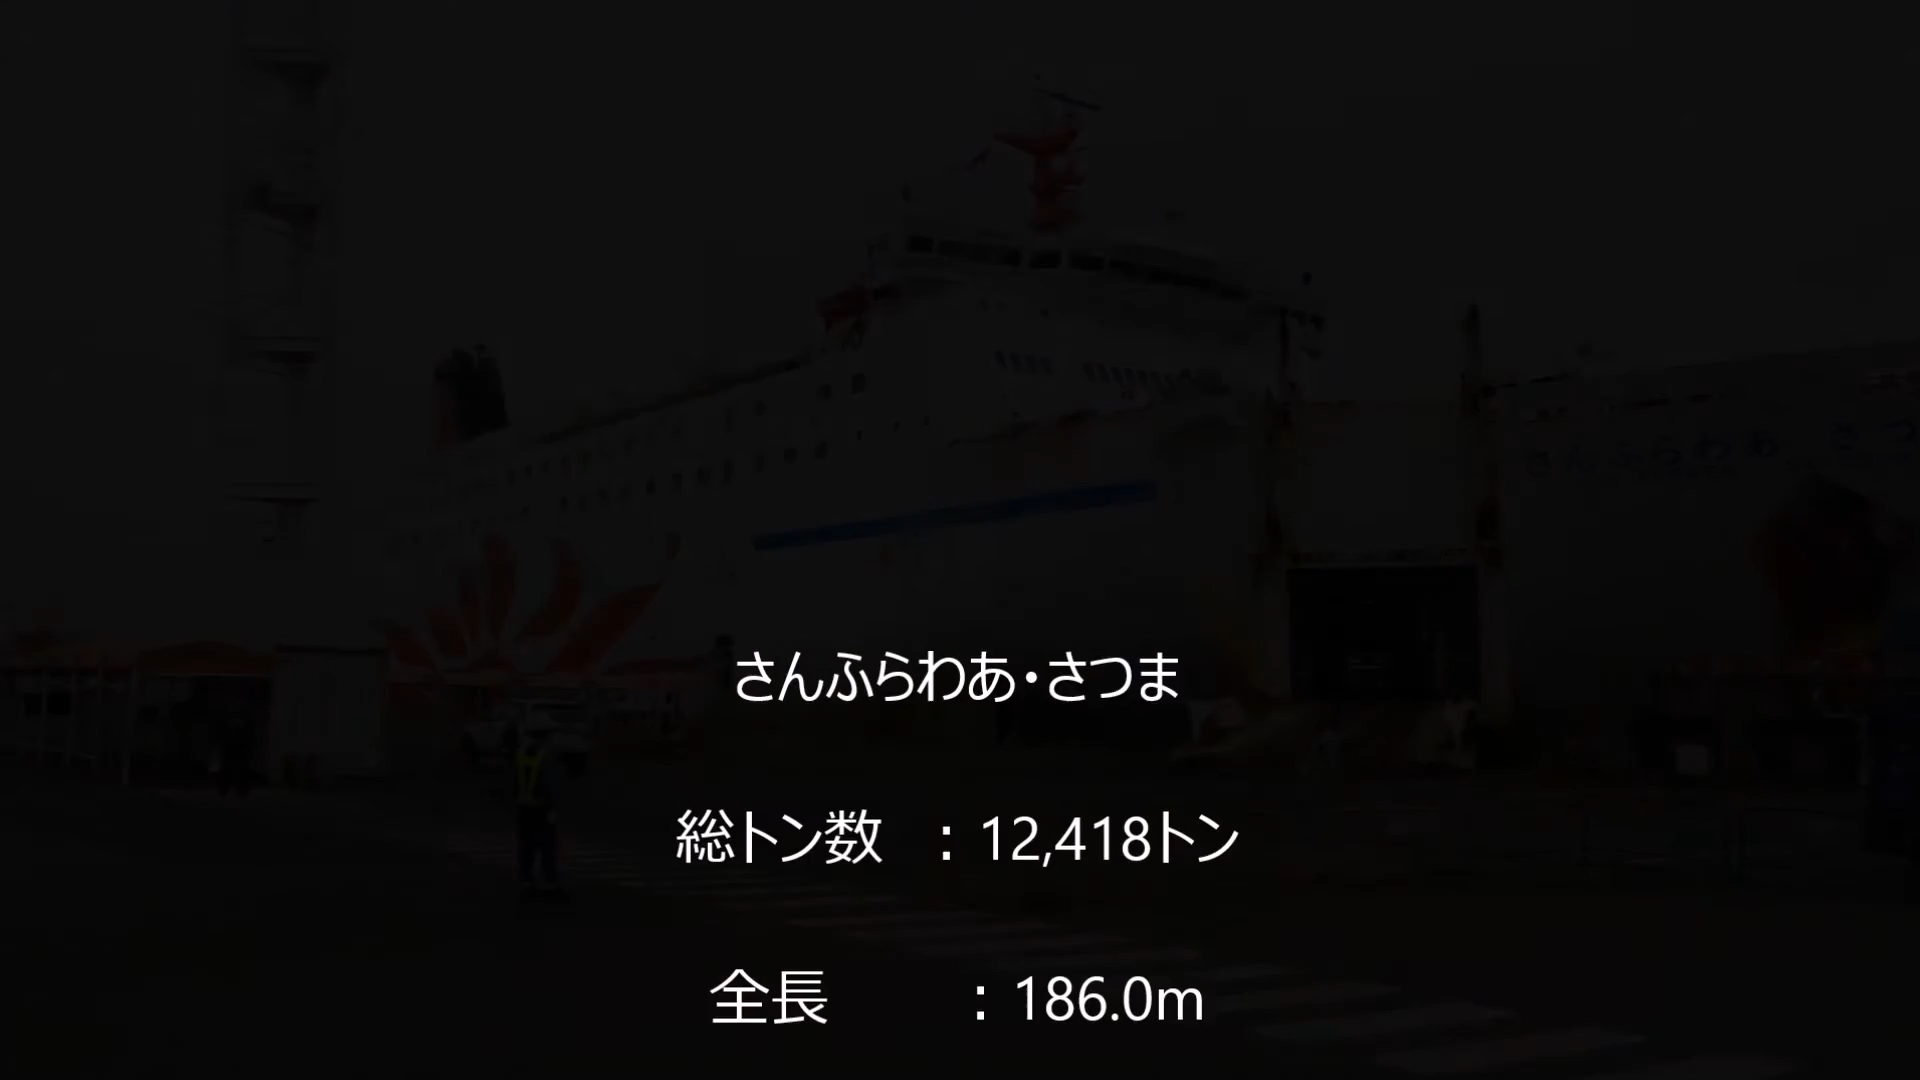 さんふらわあ・さつま
総トン数　：12,418トン
全長　　　：186.0m